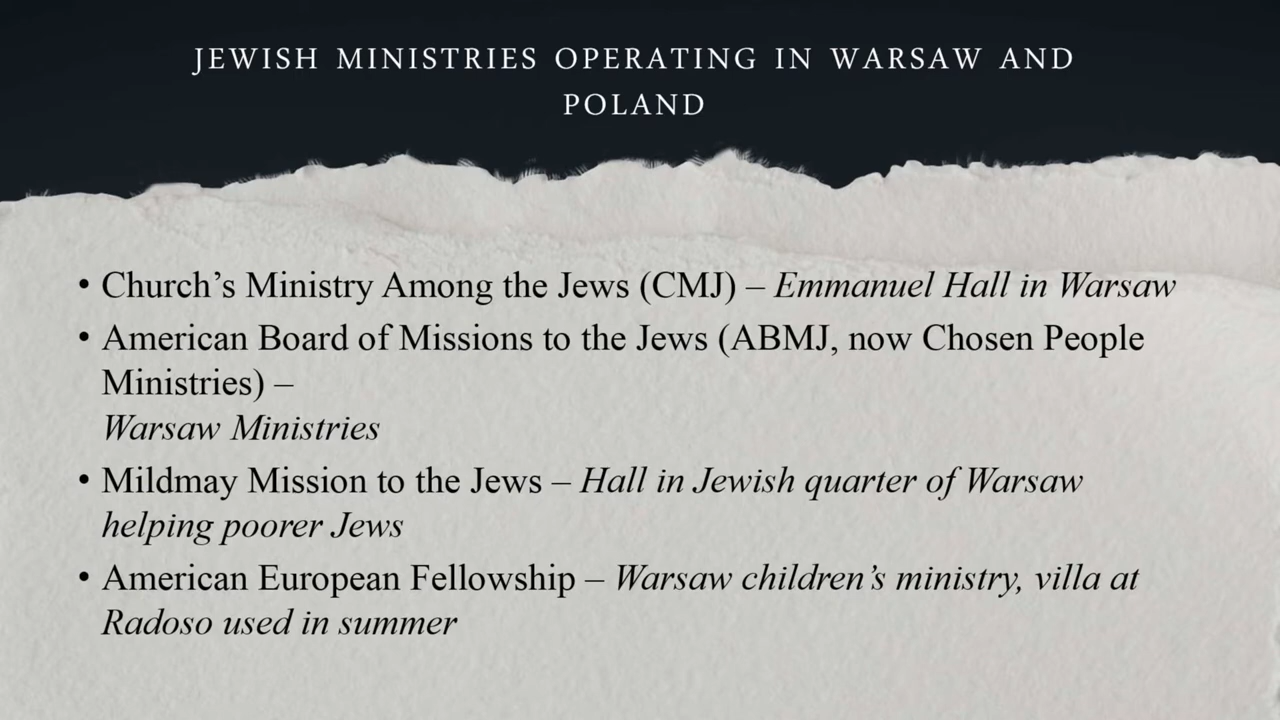 JEWISH MINISTRIES OPERATING IN WARSAW AND
POLAND
• Church’s Ministry Among the Jews (CMJ) – Emmanuel Hall in Warsaw
• American Board of Missions to the Jews (ABMJ, now Chosen People
Ministries) –
Warsaw Ministries
• Mildmay Mission to the Jews – Hall in Jewish quarter of Warsaw
helping poorer Jews
• American European Fellowship – Warsaw children’s ministry, villa at
Radoso used in summer